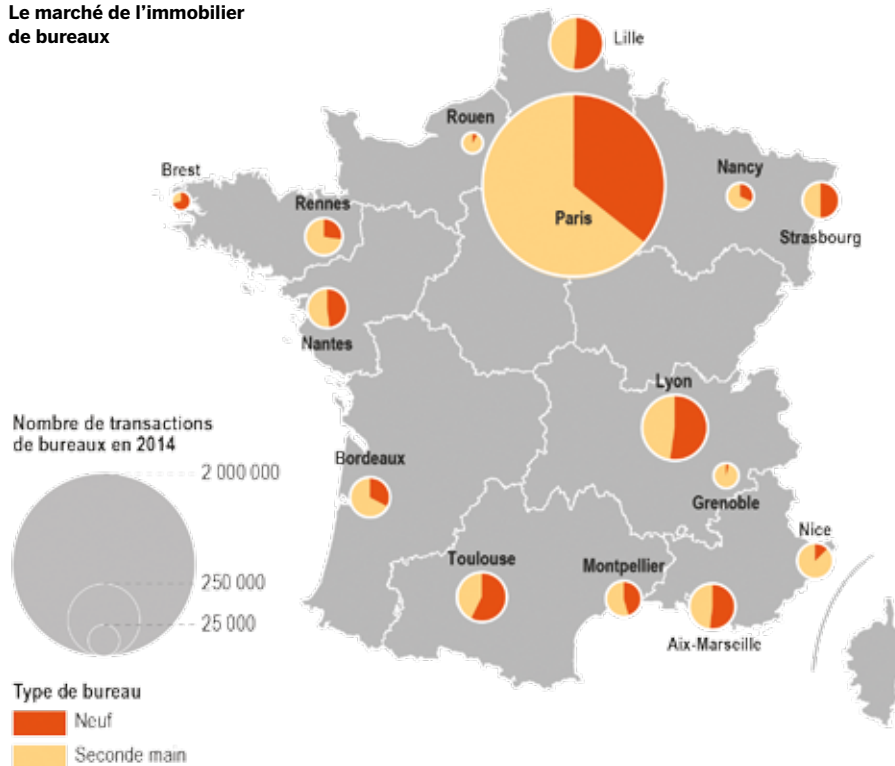 Le marché de l’immobilier
de bureaux
Lille
Rouen
Paris
Nancy
Strasbourg
Brest
Rennes
Nantes
Lyon
Grenoble
Bordeaux
Nice
Toulouse
Montpellier
Aix-Marseille
Nombre de transactions
de bureaux en 2014
2 000 000
250 000
25 000
Type de bureau
Neuf
Seconde main